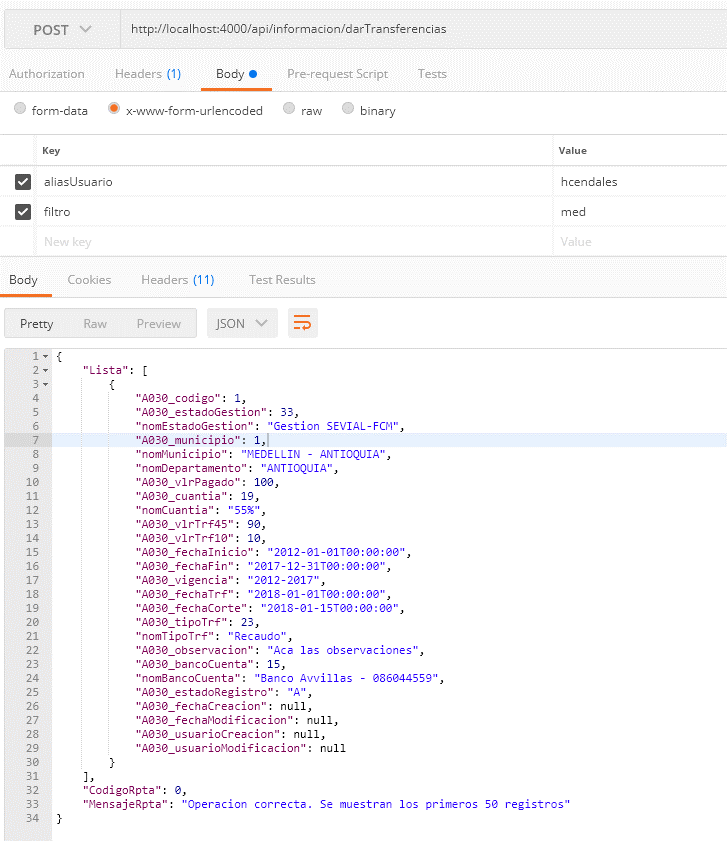 POST http://localhost:4000/api/informacion/darTransferencias
Authorization Headers (1) Body Pre-request Script Tests
form-data x-www-form-urlencoded raw binary
Key Value
aliasUsuario hcendales
filtro med
New key Value
Body Cookies Headers (11) Test Results
Pretty Raw Preview JSON
1 {
2 "Lista": [
3 {
4 "A030_codigo": 1,
5 "A030_estadoGestion": 33,
6 "nomEstadoGestion": "Gestion SEVIAL-FCM",
7 "A030_municipio": 1,
8 "nomMunicipio": "MEDELLIN - ANTIOQUIA",
9 "nomDepartamento": "ANTIOQUIA",
10 "A030_vlrPagado": 100,
11 "A030_cuantia": 19,
12 "nomCuantia": "55%",
13 "A030_vlrTrf45": 90,
14 "A030_vlrTrf10": 10,
15 "A030_fechaInicio": "2012-01-01T00:00:00",
16 "A030_fechaFin": "2017-12-31T00:00:00",
17 "A030_vigencia": "2012-2017",
18 "A030_fechaTrf": "2018-01-01T00:00:00",
19 "A030_fechaCorte": "2018-01-15T00:00:00",
20 "A030_tipoTrf": 23,
21 "nomTipoTrf": "Recaudo",
22 "A030_observacion": "Aca las observaciones",
23 "A030_bancoCuenta": 15,
24 "nomBancoCuenta": "Banco Avvillas - 086044559",
25 "A030_estadoRegistro": "A",
26 "A030_fechaCreacion": null,
27 "A030_fechaModificacion": null,
28 "A030_usuarioCreacion": null,
29 "A030_usuarioModificacion": null
30 }
31 ],
32 "CodigoRpta": 0,
33 "MensajeRpta": "Operacion correcta. Se muestran los primeros 50 registros"
34 }